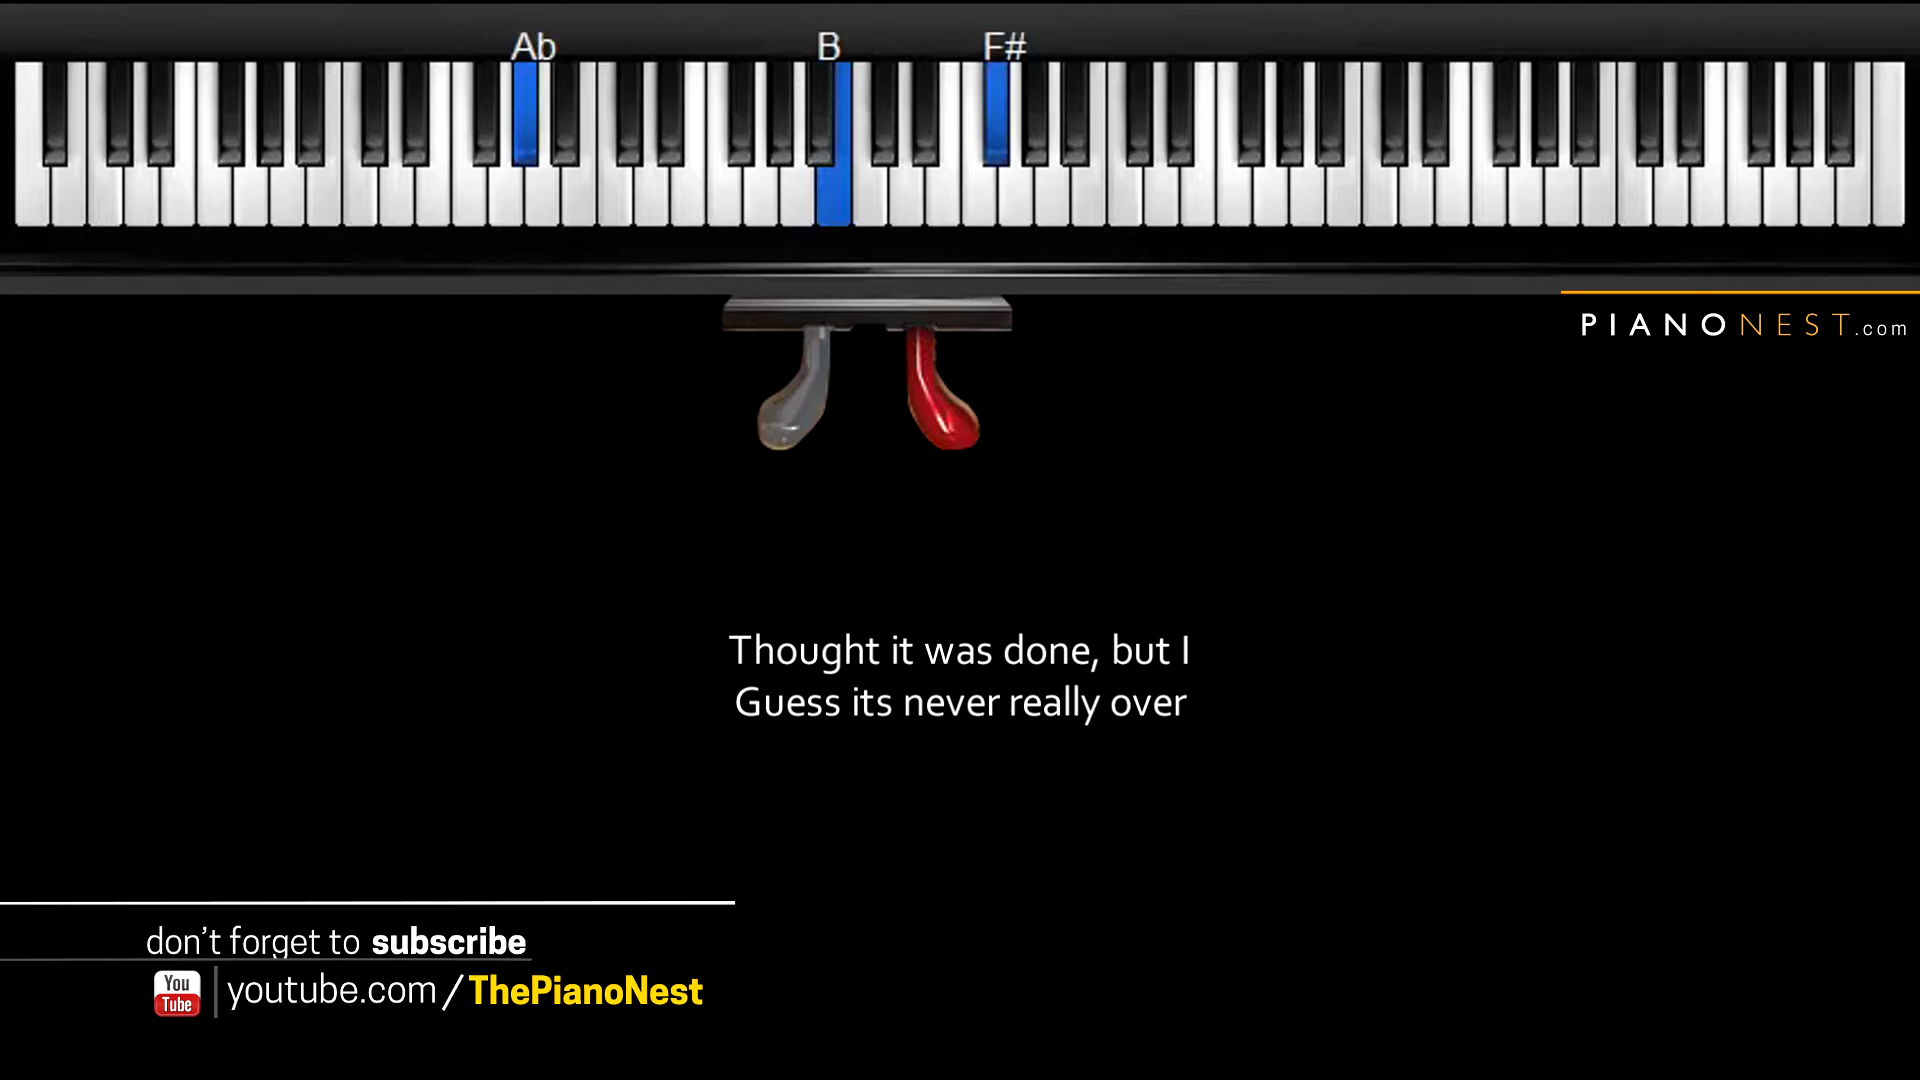 Ab B F#
PIANONEST.com
Thought it was done, but I
Guess its never really over
don't forget to subscribe
You
Tube
youtube.com/ThePianoNest